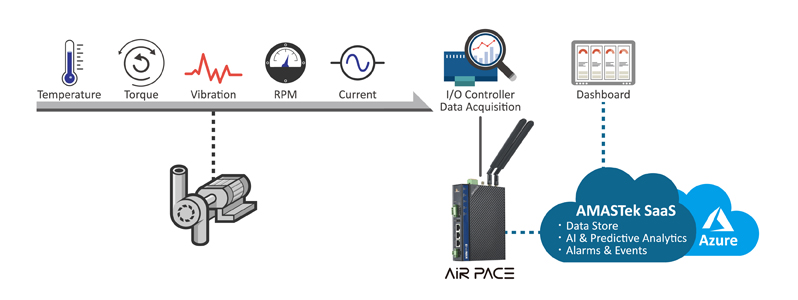 Temperature
Torque
Vibration
RPM
Current
I/O Controller
Data Acquisition
Dashboard
AiR PACE
AMASTek SaaS
· Data Store
· AI & Predictive Analytics
· Alarms & Events
Azure